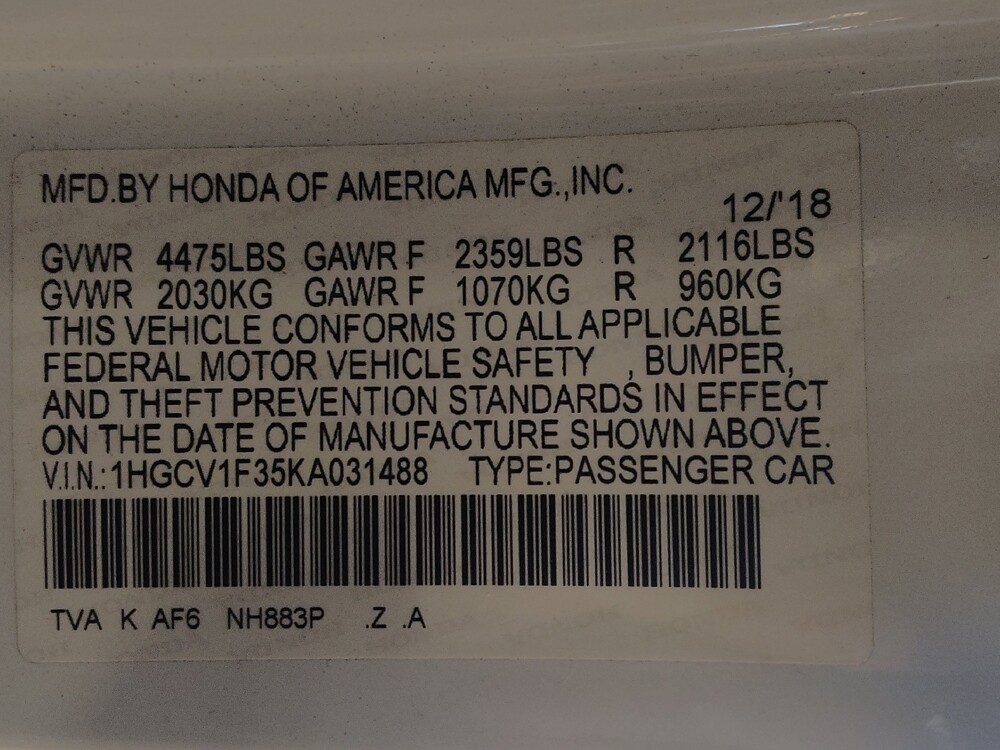 MFD.BY HONDA OF AMERICA MFG.,INC.
12/'18
GVWR 4475LBS GAWR F 2359LBS R 2116LBS
GVWR 2030KG GAWR F 1070KG R 960KG
THIS VEHICLE CONFORMS TO ALL APPLICABLE
FEDERAL MOTOR VEHICLE SAFETY , BUMPER,
AND THEFT PREVENTION STANDARDS IN EFFECT
ON THE DATE OF MANUFACTURE SHOWN ABOVE.
V.I.N.:1HGCV1F35KA031488 TYPE:PASSENGER CAR
TVA K AF6 NH883P .Z .A